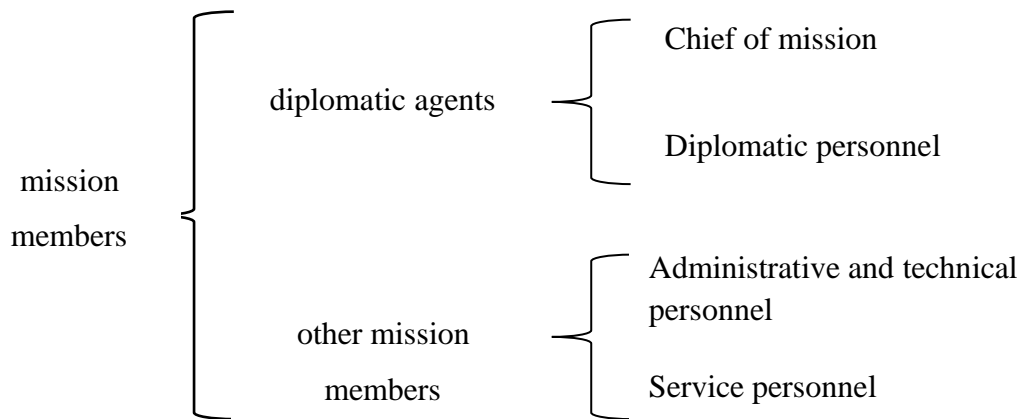 mission
members
diplomatic agents
Chief of mission
Diplomatic personnel
other mission
members
Administrative and technical
personnel
Service personnel